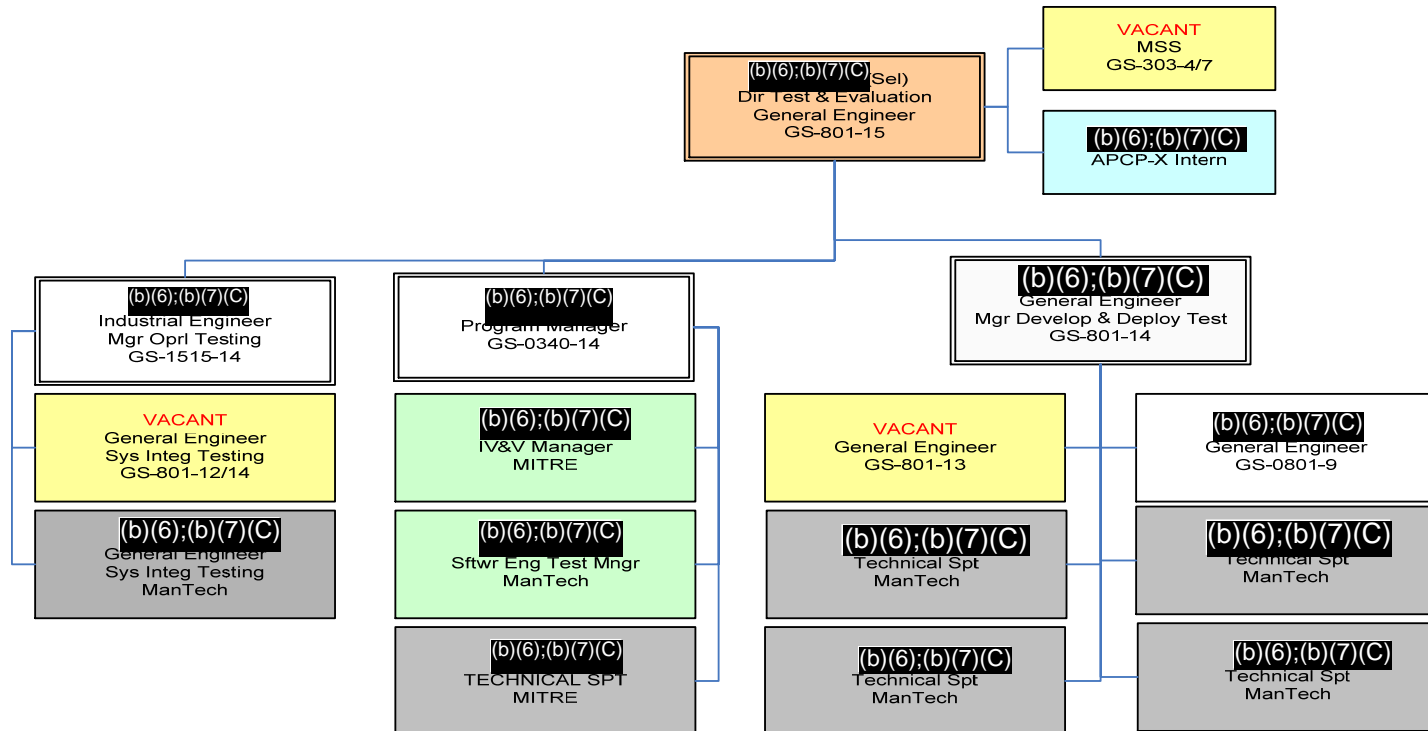 VACANT
MSS
GS-303-4/7
(b)(6);(b)(7)(C) (Sel)
Dir Test & Evaluation
General Engineer
GS-801-15
(b)(6);(b)(7)(C)
APCP-X Intern
(b)(6);(b)(7)(C)
Industrial Engineer
Mgr Oprl Testing
GS-1515-14
(b)(6);(b)(7)(C)
Program Manager
GS-0340-14
(b)(6);(b)(7)(C)
General Engineer
Mgr Develop & Deploy Test
GS-801-14
VACANT
General Engineer
Sys Integ Testing
GS-801-12/14
(b)(6);(b)(7)(C)
IV&V Manager
MITRE
VACANT
General Engineer
GS-801-13
(b)(6);(b)(7)(C)
General Engineer
GS-0801-9
(b)(6);(b)(7)(C)
General Engineer
Sys Integ Testing
ManTech
(b)(6);(b)(7)(C)
Sftwr Eng Test Mngr
ManTech
(b)(6);(b)(7)(C)
Technical Spt
ManTech
(b)(6);(b)(7)(C)
Technical Spt
ManTech
(b)(6);(b)(7)(C)
TECHNICAL SPT
MITRE
(b)(6);(b)(7)(C)
Technical Spt
ManTech
(b)(6);(b)(7)(C)
Technical Spt
ManTech